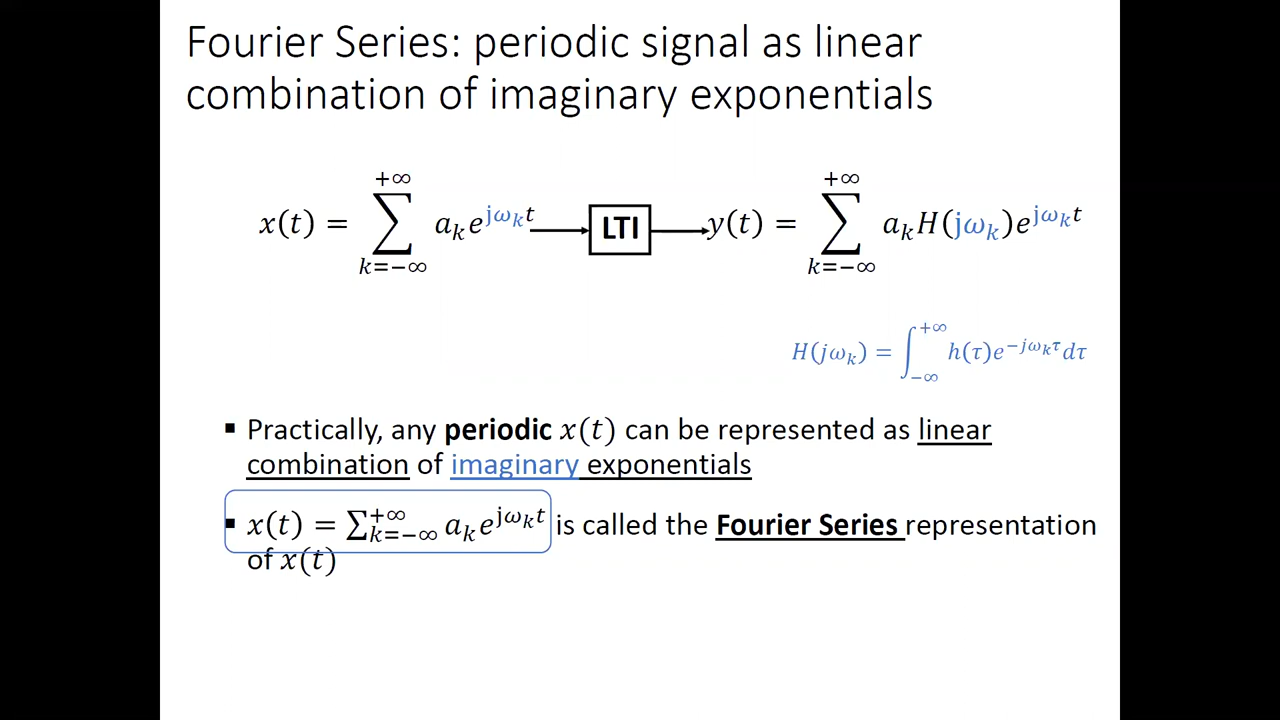 Fourier Series: periodic signal as linear
combination of imaginary exponentials
x(t) = ∑_{k=−∞}^{+∞} a_k e^{jω_k t} LTI y(t) = ∑_{k=−∞}^{+∞} a_k H(jω_k)e^{jω_k t}
H(jω_k) = ∫_{−∞}^{+∞} h(τ)e^{−jω_k τ}dτ
▪ Practically, any periodic x(t) can be represented as linear
combination of imaginary exponentials
▪ x(t) = ∑_{k=−∞}^{+∞} a_k e^{jω_k t} is called the Fourier Series representation
of x(t)